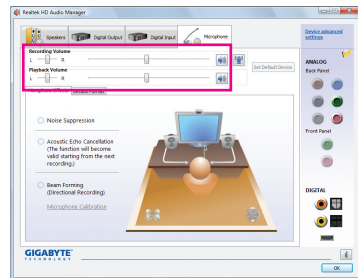 Realtek HD Audio Manager
Speakers
Digital Output
Digital Input
Microphone
Device advanced
settings
Recording Volume
L
R
Set Default Device
Playback Volume
L
R
ANALOG
Back Panel
Noise Suppression
Acoustic Echo Cancellation
(The function will become
valid starting from the next
recording.)
Front Panel
Beam Forming
(Directional Recording)
Microphone Calibration
DIGITAL
GIGABYTE
TECHNOLOGY
OK